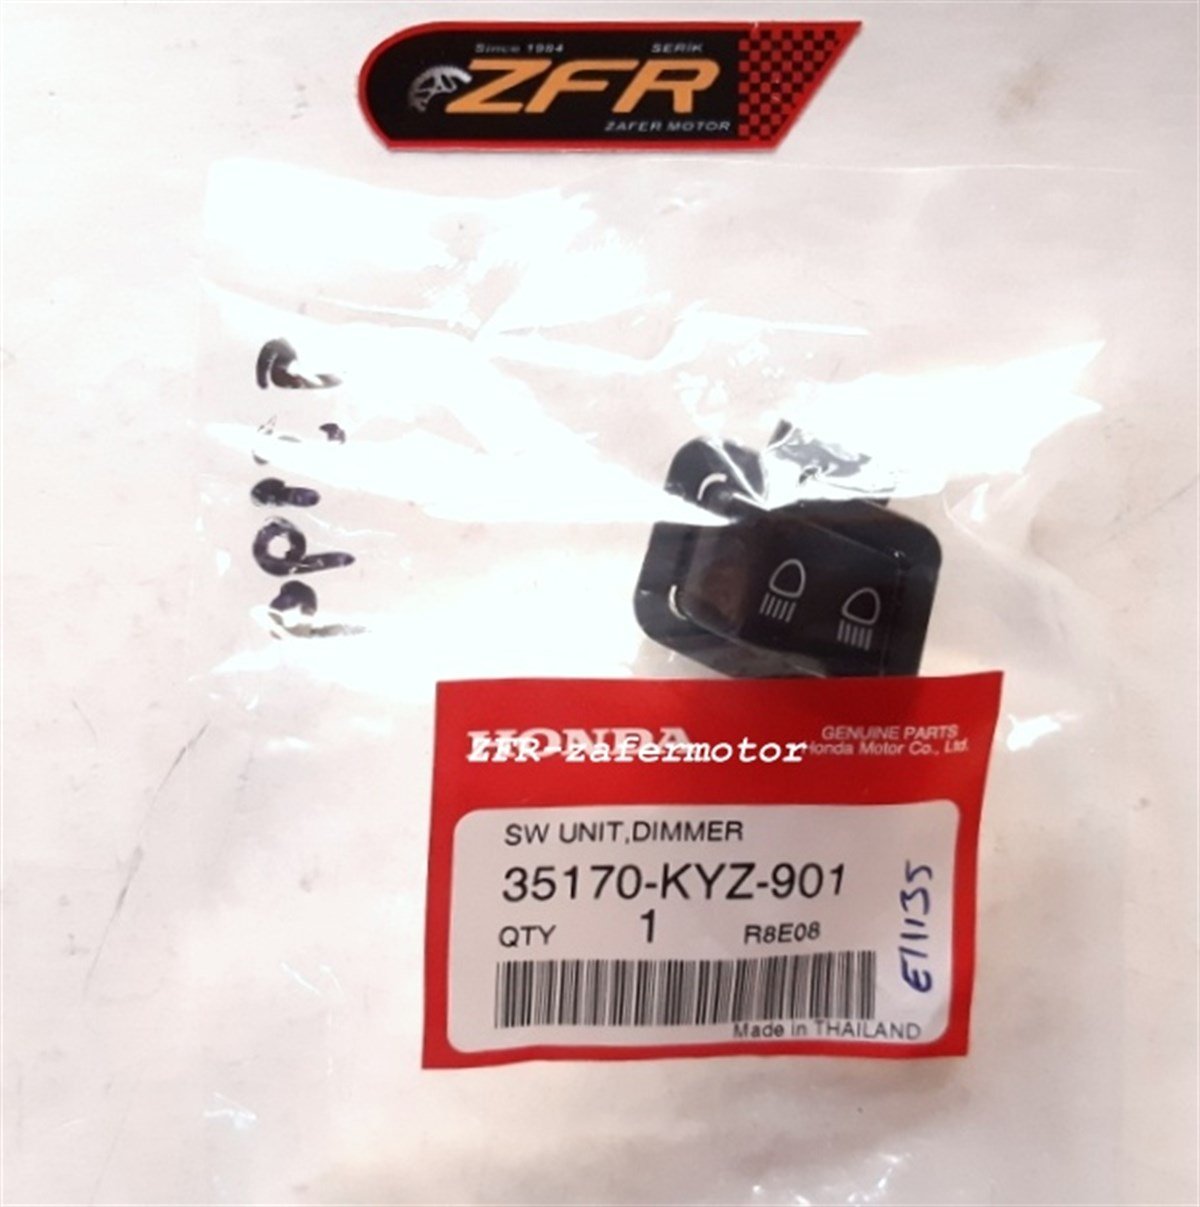 Since 1984 SERİK
ZFR
ZAFER MOTOR
HONDA
ZFR-zafermotor
GENUINE PARTS
Honda Motor Co., Ltd.
SW UNIT,DIMMER
35170-KYZ-901
QTY 1 R8E08
Made in THAILAND
E11135